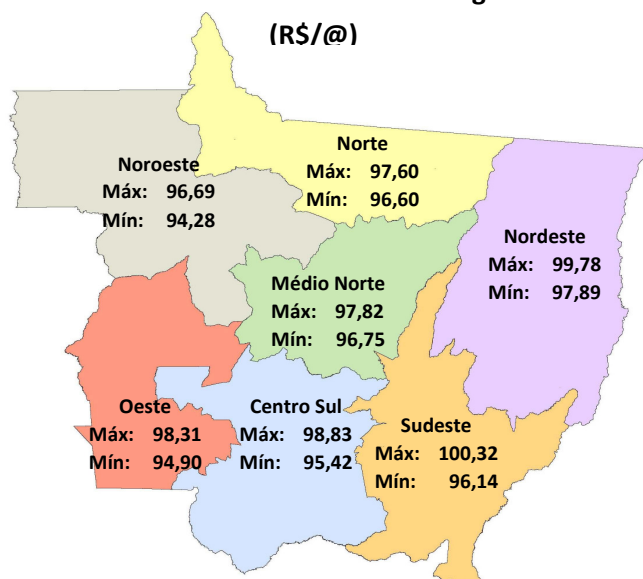 (R$/@)
Norte
Máx: 97,60
Mín: 96,60
Noroeste
Máx: 96,69
Mín: 94,28
Nordeste
Máx: 99,78
Mín: 97,89
Médio Norte
Máx: 97,82
Mín: 96,75
Oeste
Máx: 98,31
Mín: 94,90
Centro Sul
Máx: 98,83
Mín: 95,42
Sudeste
Máx: 100,32
Mín: 96,14